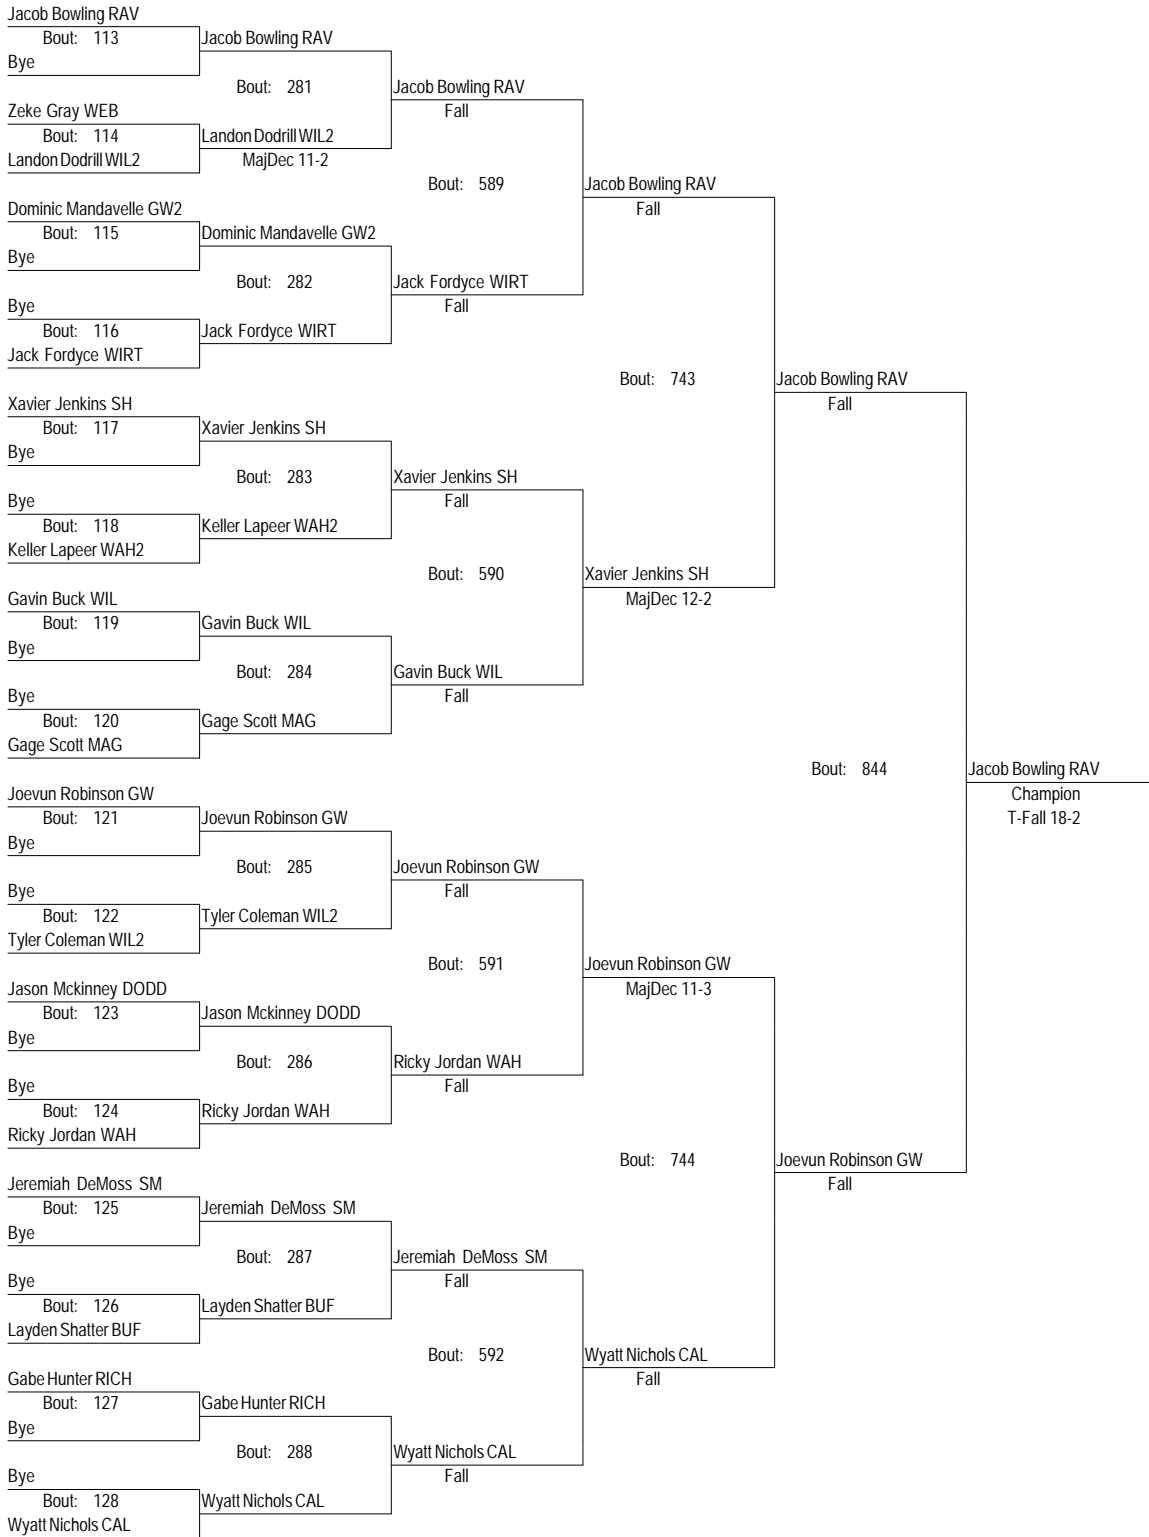 Jacob Bowling RAV
Bout: 113
Bye
Jacob Bowling RAV
Bout: 281
Zeke Gray WEB
Bout: 114
Landon Dodrill WIL2
Landon Dodrill WIL2
MajDec 11-2
Jacob Bowling RAV
Fall
Bout: 589
Dominic Mandavelle GW2
Bout: 115
Bye
Dominic Mandavelle GW2
Bout: 282
Bye
Bout: 116
Jack Fordyce WIRT
Jack Fordyce WIRT
Jack Fordyce WIRT
Fall
Jacob Bowling RAV
Fall
Bout: 743
Xavier Jenkins SH
Bout: 117
Bye
Xavier Jenkins SH
Bout: 283
Bye
Bout: 118
Keller Lapeer WAH2
Keller Lapeer WAH2
Xavier Jenkins SH
Fall
Bout: 590
Gavin Buck WIL
Bout: 119
Bye
Gavin Buck WIL
Bout: 284
Bye
Bout: 120
Gage Scott MAG
Gage Scott MAG
Gavin Buck WIL
Fall
Xavier Jenkins SH
MajDec 12-2
Jacob Bowling RAV
Fall
Bout: 844
Jacob Bowling RAV
Champion
T-Fall 18-2
Joevun Robinson GW
Bout: 121
Bye
Joevun Robinson GW
Bout: 285
Bye
Bout: 122
Tyler Coleman WIL2
Tyler Coleman WIL2
Joevun Robinson GW
Fall
Bout: 591
Jason Mckinney DODD
Bout: 123
Bye
Jason Mckinney DODD
Bout: 286
Bye
Bout: 124
Ricky Jordan WAH
Ricky Jordan WAH
Ricky Jordan WAH
Fall
Joevun Robinson GW
MajDec 11-3
Bout: 744
Joevun Robinson GW
Fall
Jeremiah DeMoss SM
Bout: 125
Bye
Jeremiah DeMoss SM
Bout: 287
Bye
Bout: 126
Layden Shatter BUF
Layden Shatter BUF
Jeremiah DeMoss SM
Fall
Bout: 592
Wyatt Nichols CAL
Fall
Gabe Hunter RICH
Bout: 127
Bye
Gabe Hunter RICH
Bout: 288
Wyatt Nichols CAL
Fall
Bye
Bout: 128
Wyatt Nichols CAL
Wyatt Nichols CAL